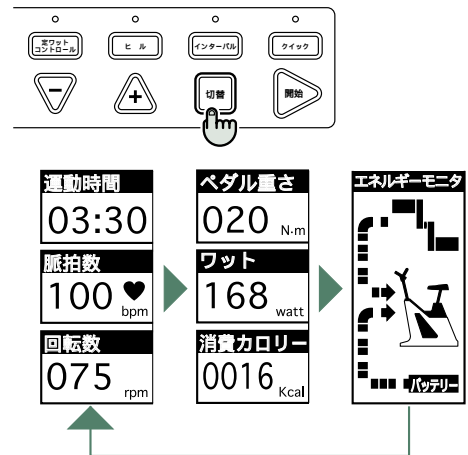 定ワット
コントロール
ヒル
インターバル
クイック
−
+
切替
開始
運動時間
03:30
脈拍数
100 bpm
回転数
075 rpm
ペダル重さ
020 N·m
ワット
168 watt
消費カロリー
0016 Kcal
エネルギーモニタ
バッテリー